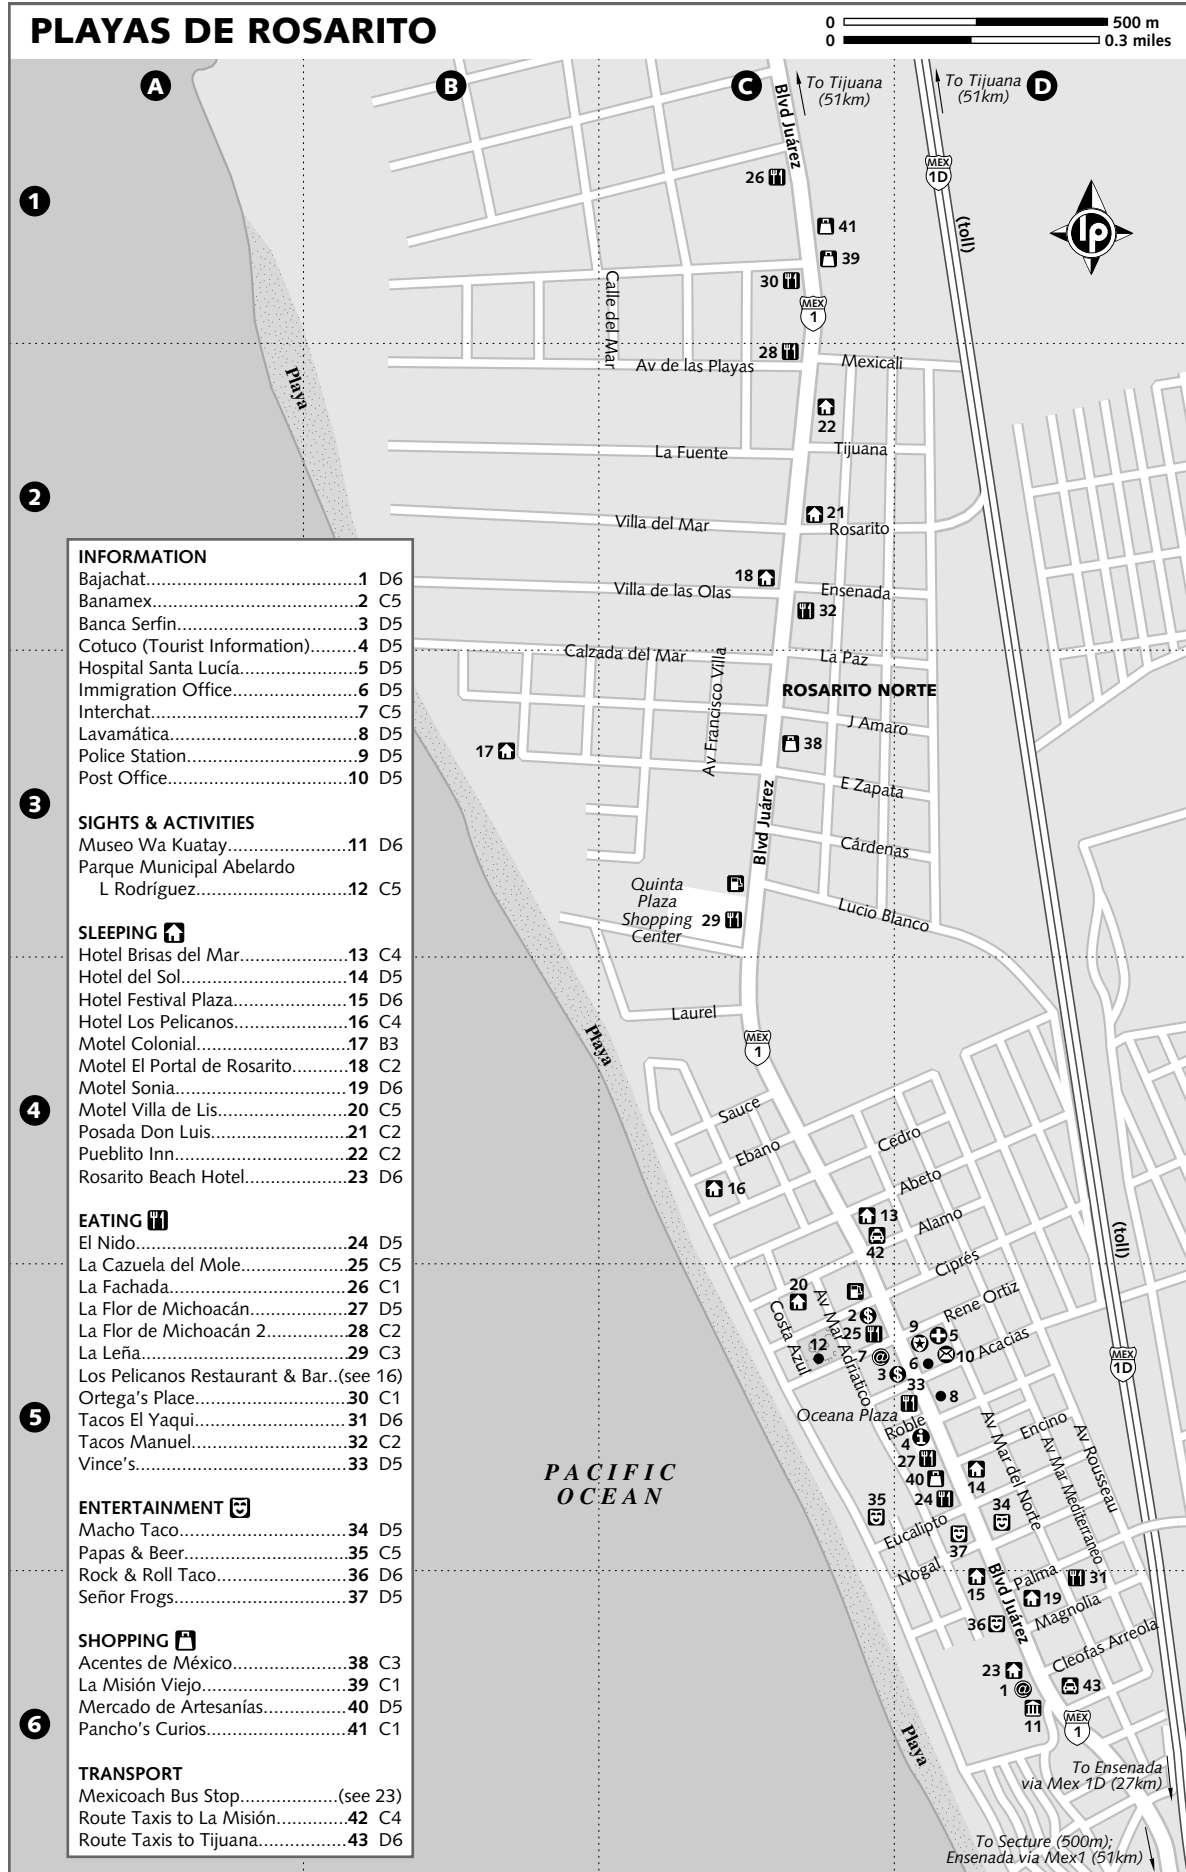 PLAYAS DE ROSARITO
0 500 m
0 0.3 miles
A
B
C
D
To Tijuana
(51km)
To Tijuana
(51km)
Blvd Juárez
MEX
1D
26
1
41
(toll)
lp
39
30
Calle del Mar
MEX
1
28
Mexicali
Av de las Playas
Playa
22
La Fuente
Tijuana
2
21
Villa del Mar
Rosarito
18
Villa de las Olas
Ensenada
32
Calzada del Mar
La Paz
Av Francisco Villa
ROSARITO NORTE
J Amaro
17
38
E Zapata
3
Blvd Juárez
Cárdenas
Quinta
Plaza
Shopping
Center
29
Lucio Blanco
Laurel
Playa
MEX
1
4
Sauce
Ebano
Cedro
Abeto
16
13
Alamo
42
(toll)
Ciprés
20
Costa Azul
Av Mar Adriatico
2
Rene Ortiz
25
9
5
12
7
10
Acacias
6
3
33
MEX
1D
8
Oceana Plaza
5
Roble
4
Av Mar del Norte
Encino
Av Mar Mediterraneo
Av Rousseau
27
PACIFIC
OCEAN
40
14
24
35
34
Eucalipto
37
Nogal
Blvd Juárez
15
Palma
31
19
Magnolia
36
Cleofas Arreola
23
43
1
11
MEX
1
6
Playa
To Ensenada
via Mex 1D (27km)
To Secture (500m);
Ensenada via Mex1 (51km)
INFORMATION
Bajachat....................................1 D6
Banamex...................................2 C5
Banca Serfin..............................3 D5
Cotuco (Tourist Information)........4 D5
Hospital Santa Lucía...................5 D5
Immigration Office.....................6 D5
Interchat....................................7 C5
Lavamática................................8 D5
Police Station.............................9 D5
Post Office...............................10 D5
SIGHTS & ACTIVITIES
Museo Wa Kuatay.....................11 D6
Parque Municipal Abelardo
L Rodríguez..........................12 C5
SLEEPING
Hotel Brisas del Mar..................13 C4
Hotel del Sol............................14 D5
Hotel Festival Plaza...................15 D6
Hotel Los Pelicanos...................16 C4
Motel Colonial..........................17 B3
Motel El Portal de Rosarito.........18 C2
Motel Sonia..............................19 D6
Motel Villa de Lis......................20 C5
Posada Don Luis.......................21 C2
Pueblito Inn..............................22 C2
Rosarito Beach Hotel.................23 D6
EATING
El Nido.....................................24 D5
La Cazuela del Mole..................25 C5
La Fachada...............................26 C1
La Flor de Michoacán................27 D5
La Flor de Michoacán 2.............28 C2
La Leña....................................29 C3
Los Pelicanos Restaurant & Bar..(see 16)
Ortega's Place..........................30 C1
Tacos El Yaqui..........................31 D6
Tacos Manuel...........................32 C2
Vince's.....................................33 D5
ENTERTAINMENT
Macho Taco.............................34 D5
Papas & Beer............................35 C5
Rock & Roll Taco.......................36 D6
Señor Frogs..............................37 D5
SHOPPING
Acentes de México....................38 C3
La Misión Viejo.........................39 C1
Mercado de Artesanías..............40 D5
Pancho's Curios........................41 C1
TRANSPORT
Mexicoach Bus Stop..................(see 23)
Route Taxis to La Misión............42 C4
Route Taxis to Tijuana...............43 D6